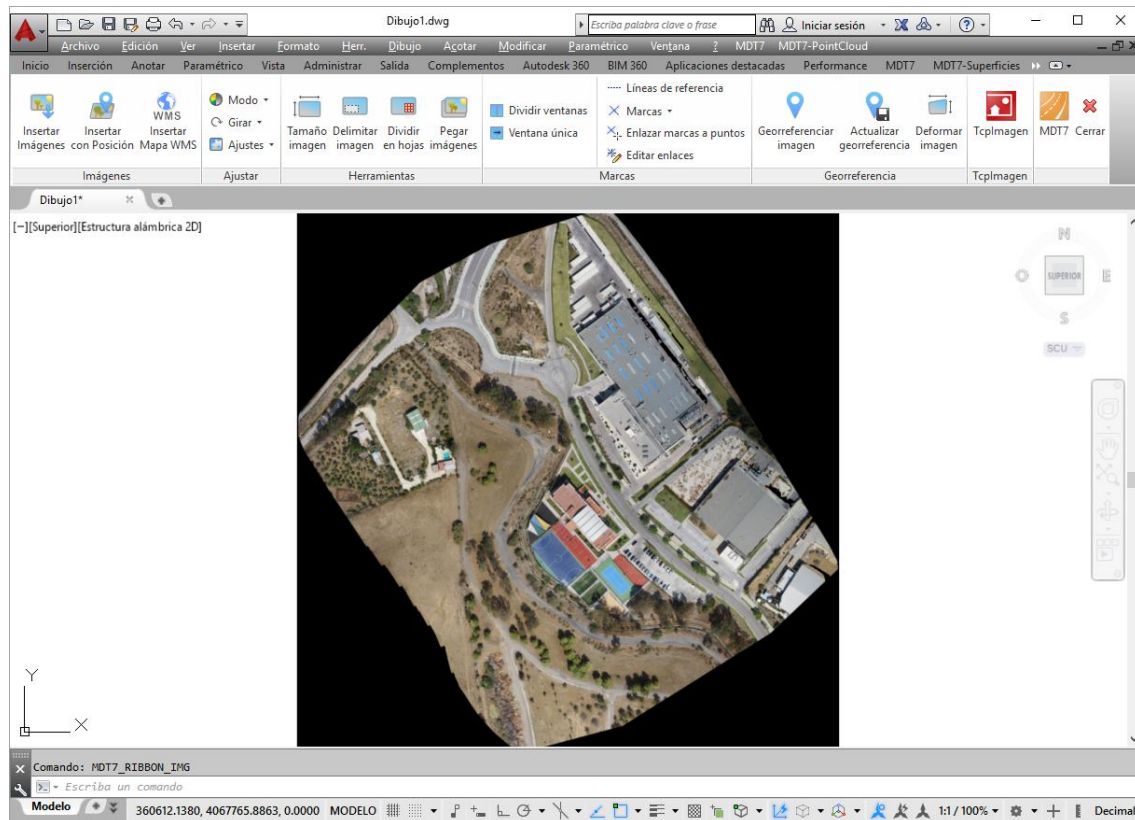 Dibujo1.dwg
Escriba palabra clave o frase
Iniciar sesión
Archivo Edición Ver Insertar Formato Herr. Dibujo Acotar Modificar Paramétrico Ventana ? MDT7 MDT7-PointCloud
Inicio Inserción Anotar Paramétrico Vista Administrar Salida Complementos Autodesk 360 BIM 360 Aplicaciones destacadas Performance MDT7 MDT7-Superficies
Insertar Imágenes
Insertar con Posición
WMS
Insertar Mapa WMS
Modo
Girar
Ajustes
Tamaño imagen
Delimitar imagen
Dividir en hojas
Pegar imágenes
Dividir ventanas
Ventana única
Líneas de referencia
Marcas
Enlazar marcas a puntos
Editar enlaces
Georreferenciar imagen
Actualizar georreferencia
Deformar imagen
TcpImagen
MDT7
Cerrar
Imágenes Ajustar Herramientas Marcas Georreferencia TcpImagen
Dibujo1*
[−][Superior][Estructura alámbrica 2D]
N
O SUPERIOR E
S
SCU
Y
X
Comando: MDT7_RIBBON_IMG
Escriba un comando
Modelo 360612.1380, 4067765.8863, 0.0000 MODELO 1:1 / 100% Decimal